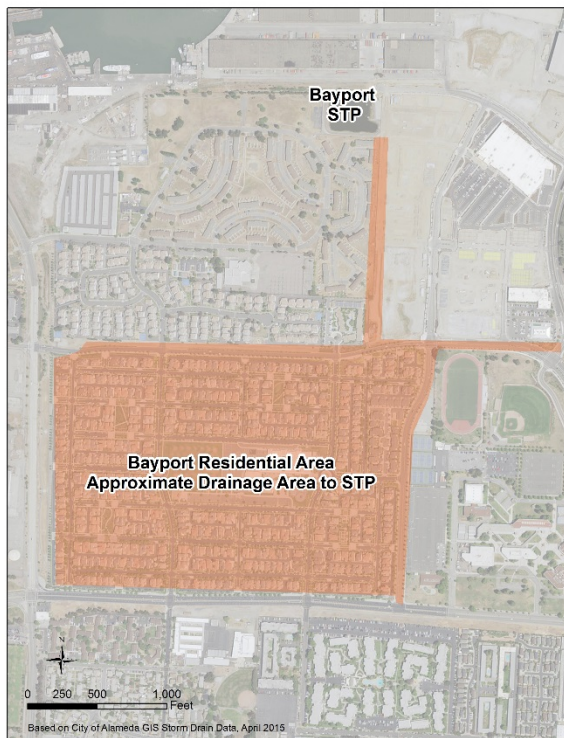 Bayport
STP
Bayport Residential Area
Approximate Drainage Area to STP
N
0 250 500 1,000
Feet
Based on City of Alameda GIS Storm Drain Data, April 2015